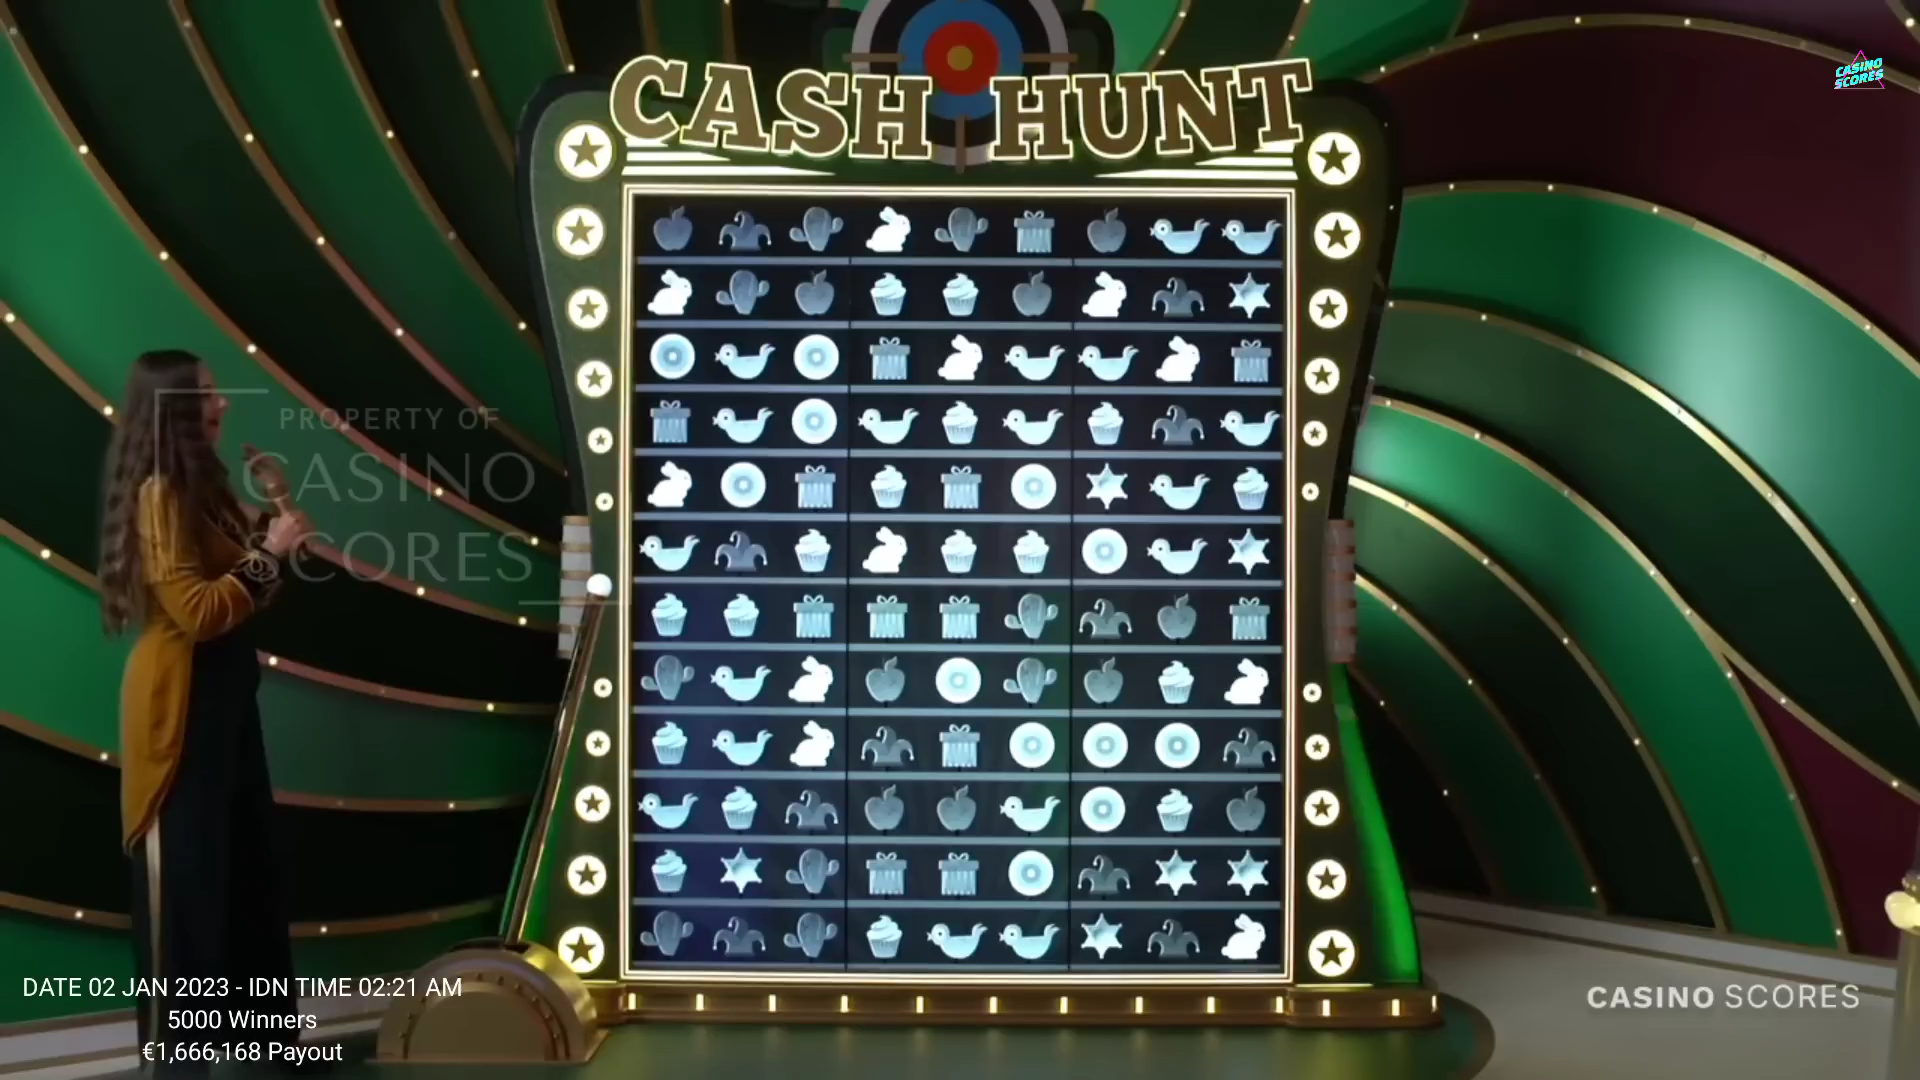 CASH HUNT
CASINO
SCORES
PROPERTY OF
CASINO
SCORES
DATE 02 JAN 2023 - IDN TIME 02:21 AM
5000 Winners
€1,666,168 Payout
CASINO SCORES